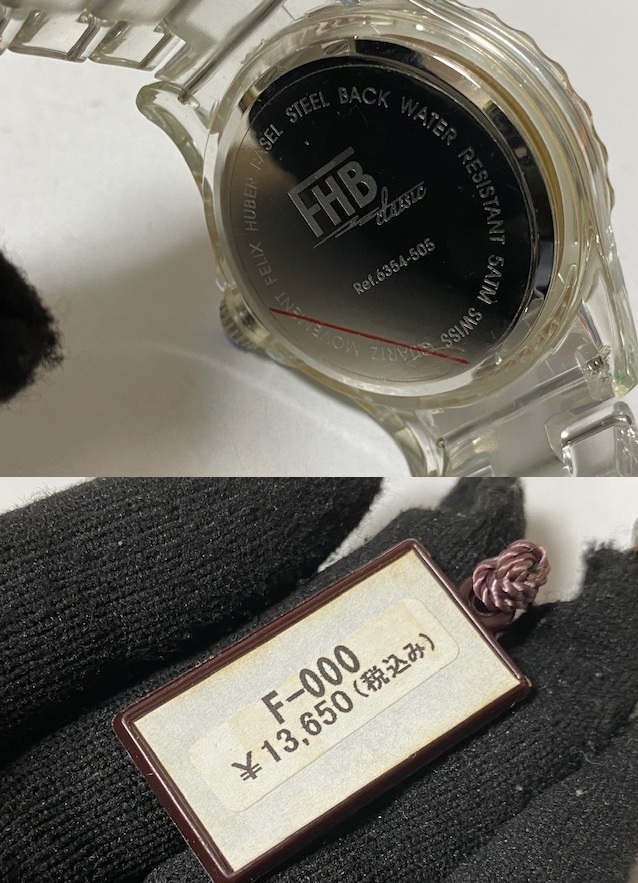 FELIX HUBER BASEL STEEL BACK WATER RESISTANT 5ATM SWISS QUARTZ MOVEMENT
FHB
classic
Ref.6354-505
F-000
¥13,650(税込み)